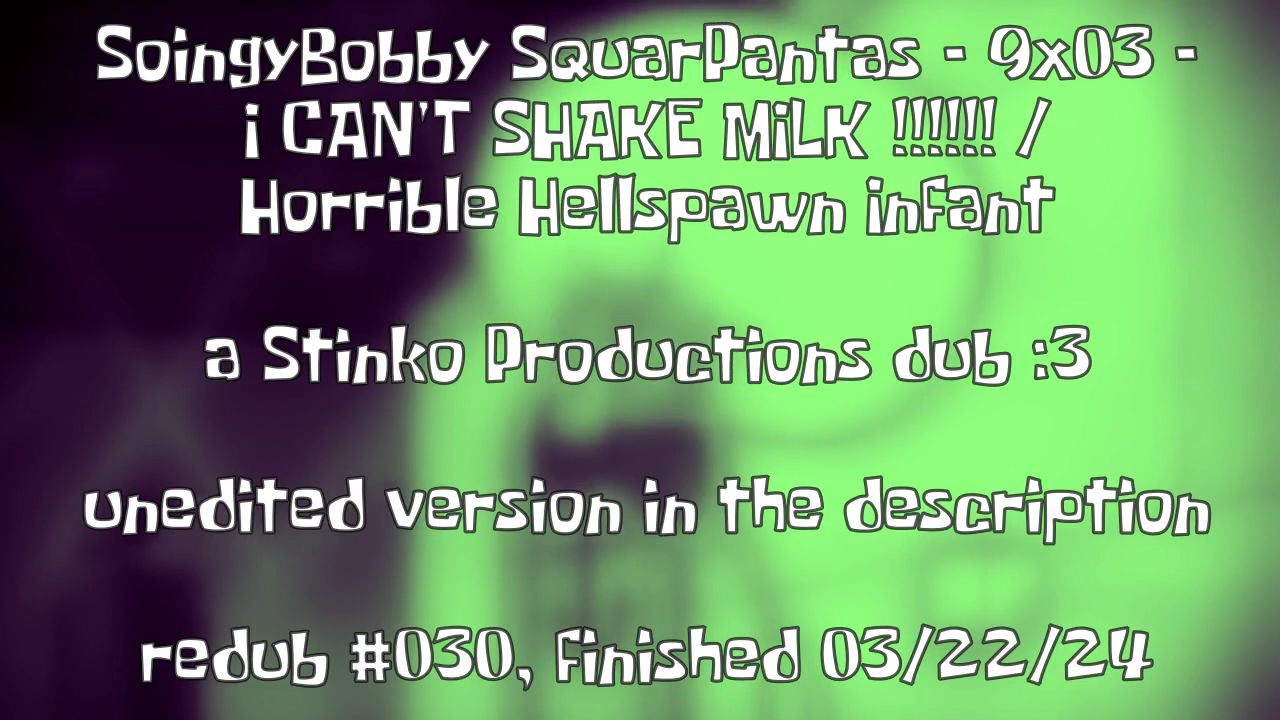 SoingyBobby SquarPantas - 9x03 -
i CAN'T SHAKE MiLK !!!!!! /
Horrible Hellspawn infant
a Stinko Productions dub :3
unedited version in the description
redub #030, finished 03/22/24